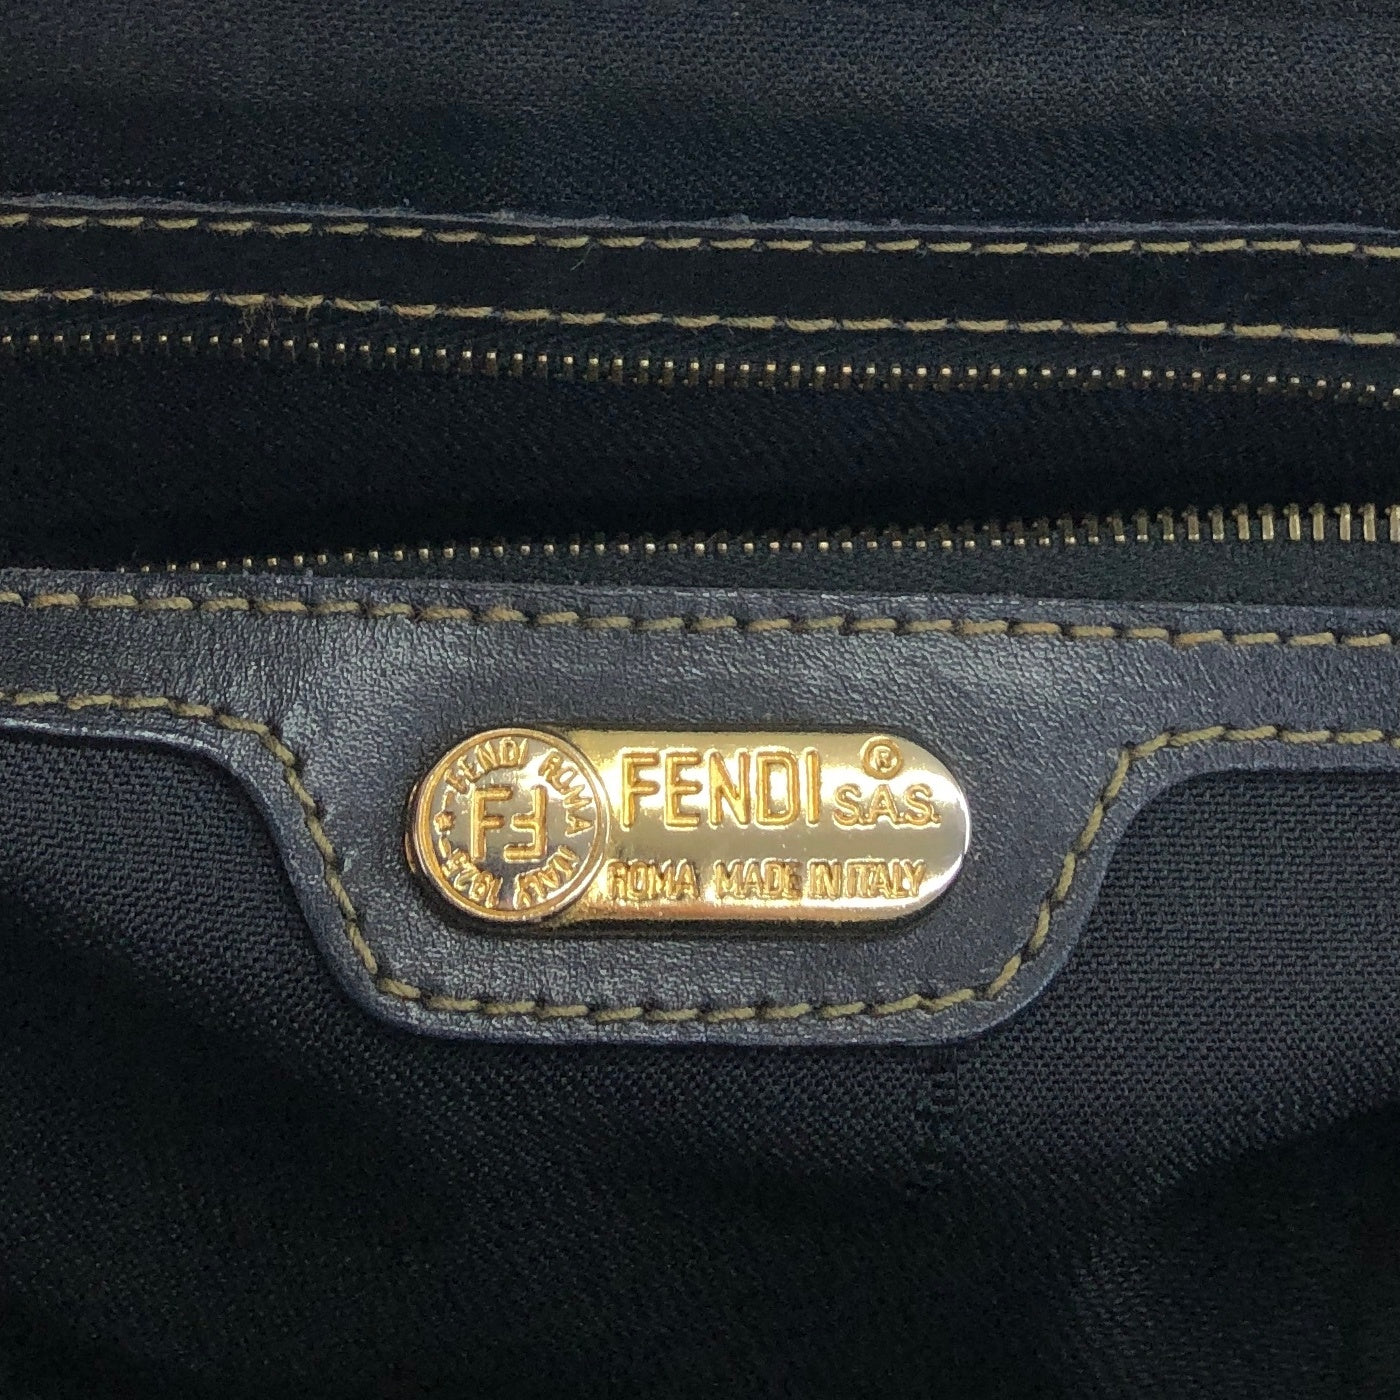 FENDI ROMA ITALY 1925
FF
FENDI S.A.S.®
ROMA MADE IN ITALY